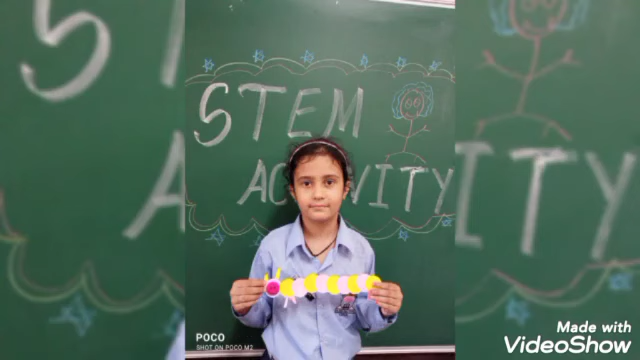 STEM
ACTIVITY
POCO
SHOT ON POCO M2
Made with
VideoShow